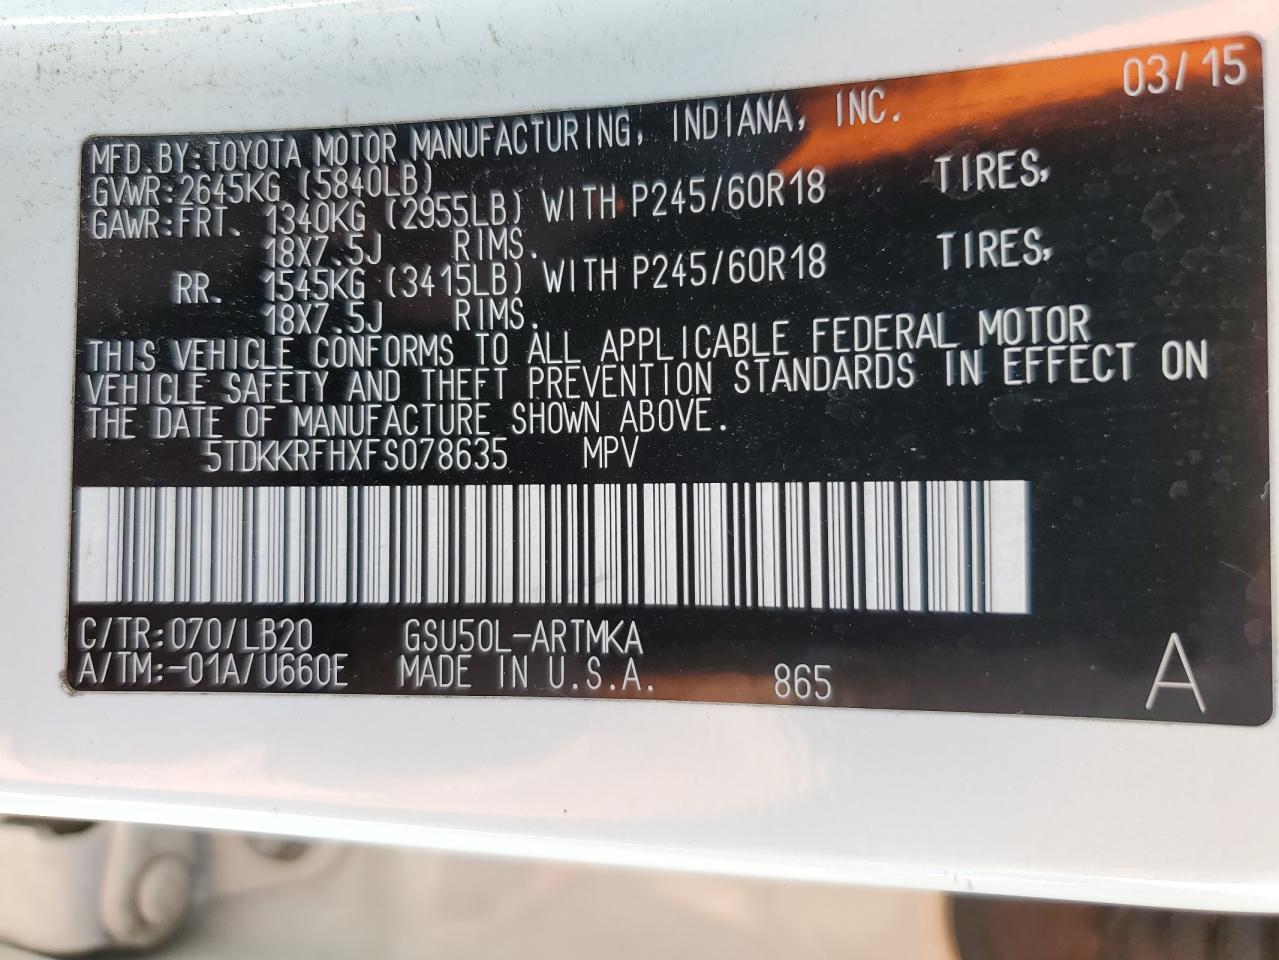 03/15
MFD.BY:TOYOTA MOTOR MANUFACTURING, INDIANA, INC.
GVWR:2645KG (5840LB)
GAWR:FRT. 1340KG (2955LB) WITH P245/60R18 TIRES,
18X7.5J RIMS.
RR. 1545KG (3415LB) WITH P245/60R18 TIRES,
18X7.5J RIMS.
THIS VEHICLE CONFORMS TO ALL APPLICABLE FEDERAL MOTOR
VEHICLE SAFETY AND THEFT PREVENTION STANDARDS IN EFFECT ON
THE DATE OF MANUFACTURE SHOWN ABOVE.
5TDKKRFHXFS078635 MPV
C/TR:070/LB20 GSU50L-ARTMKA
A/TM:-01A/U660E MADE IN U.S.A. 865 A